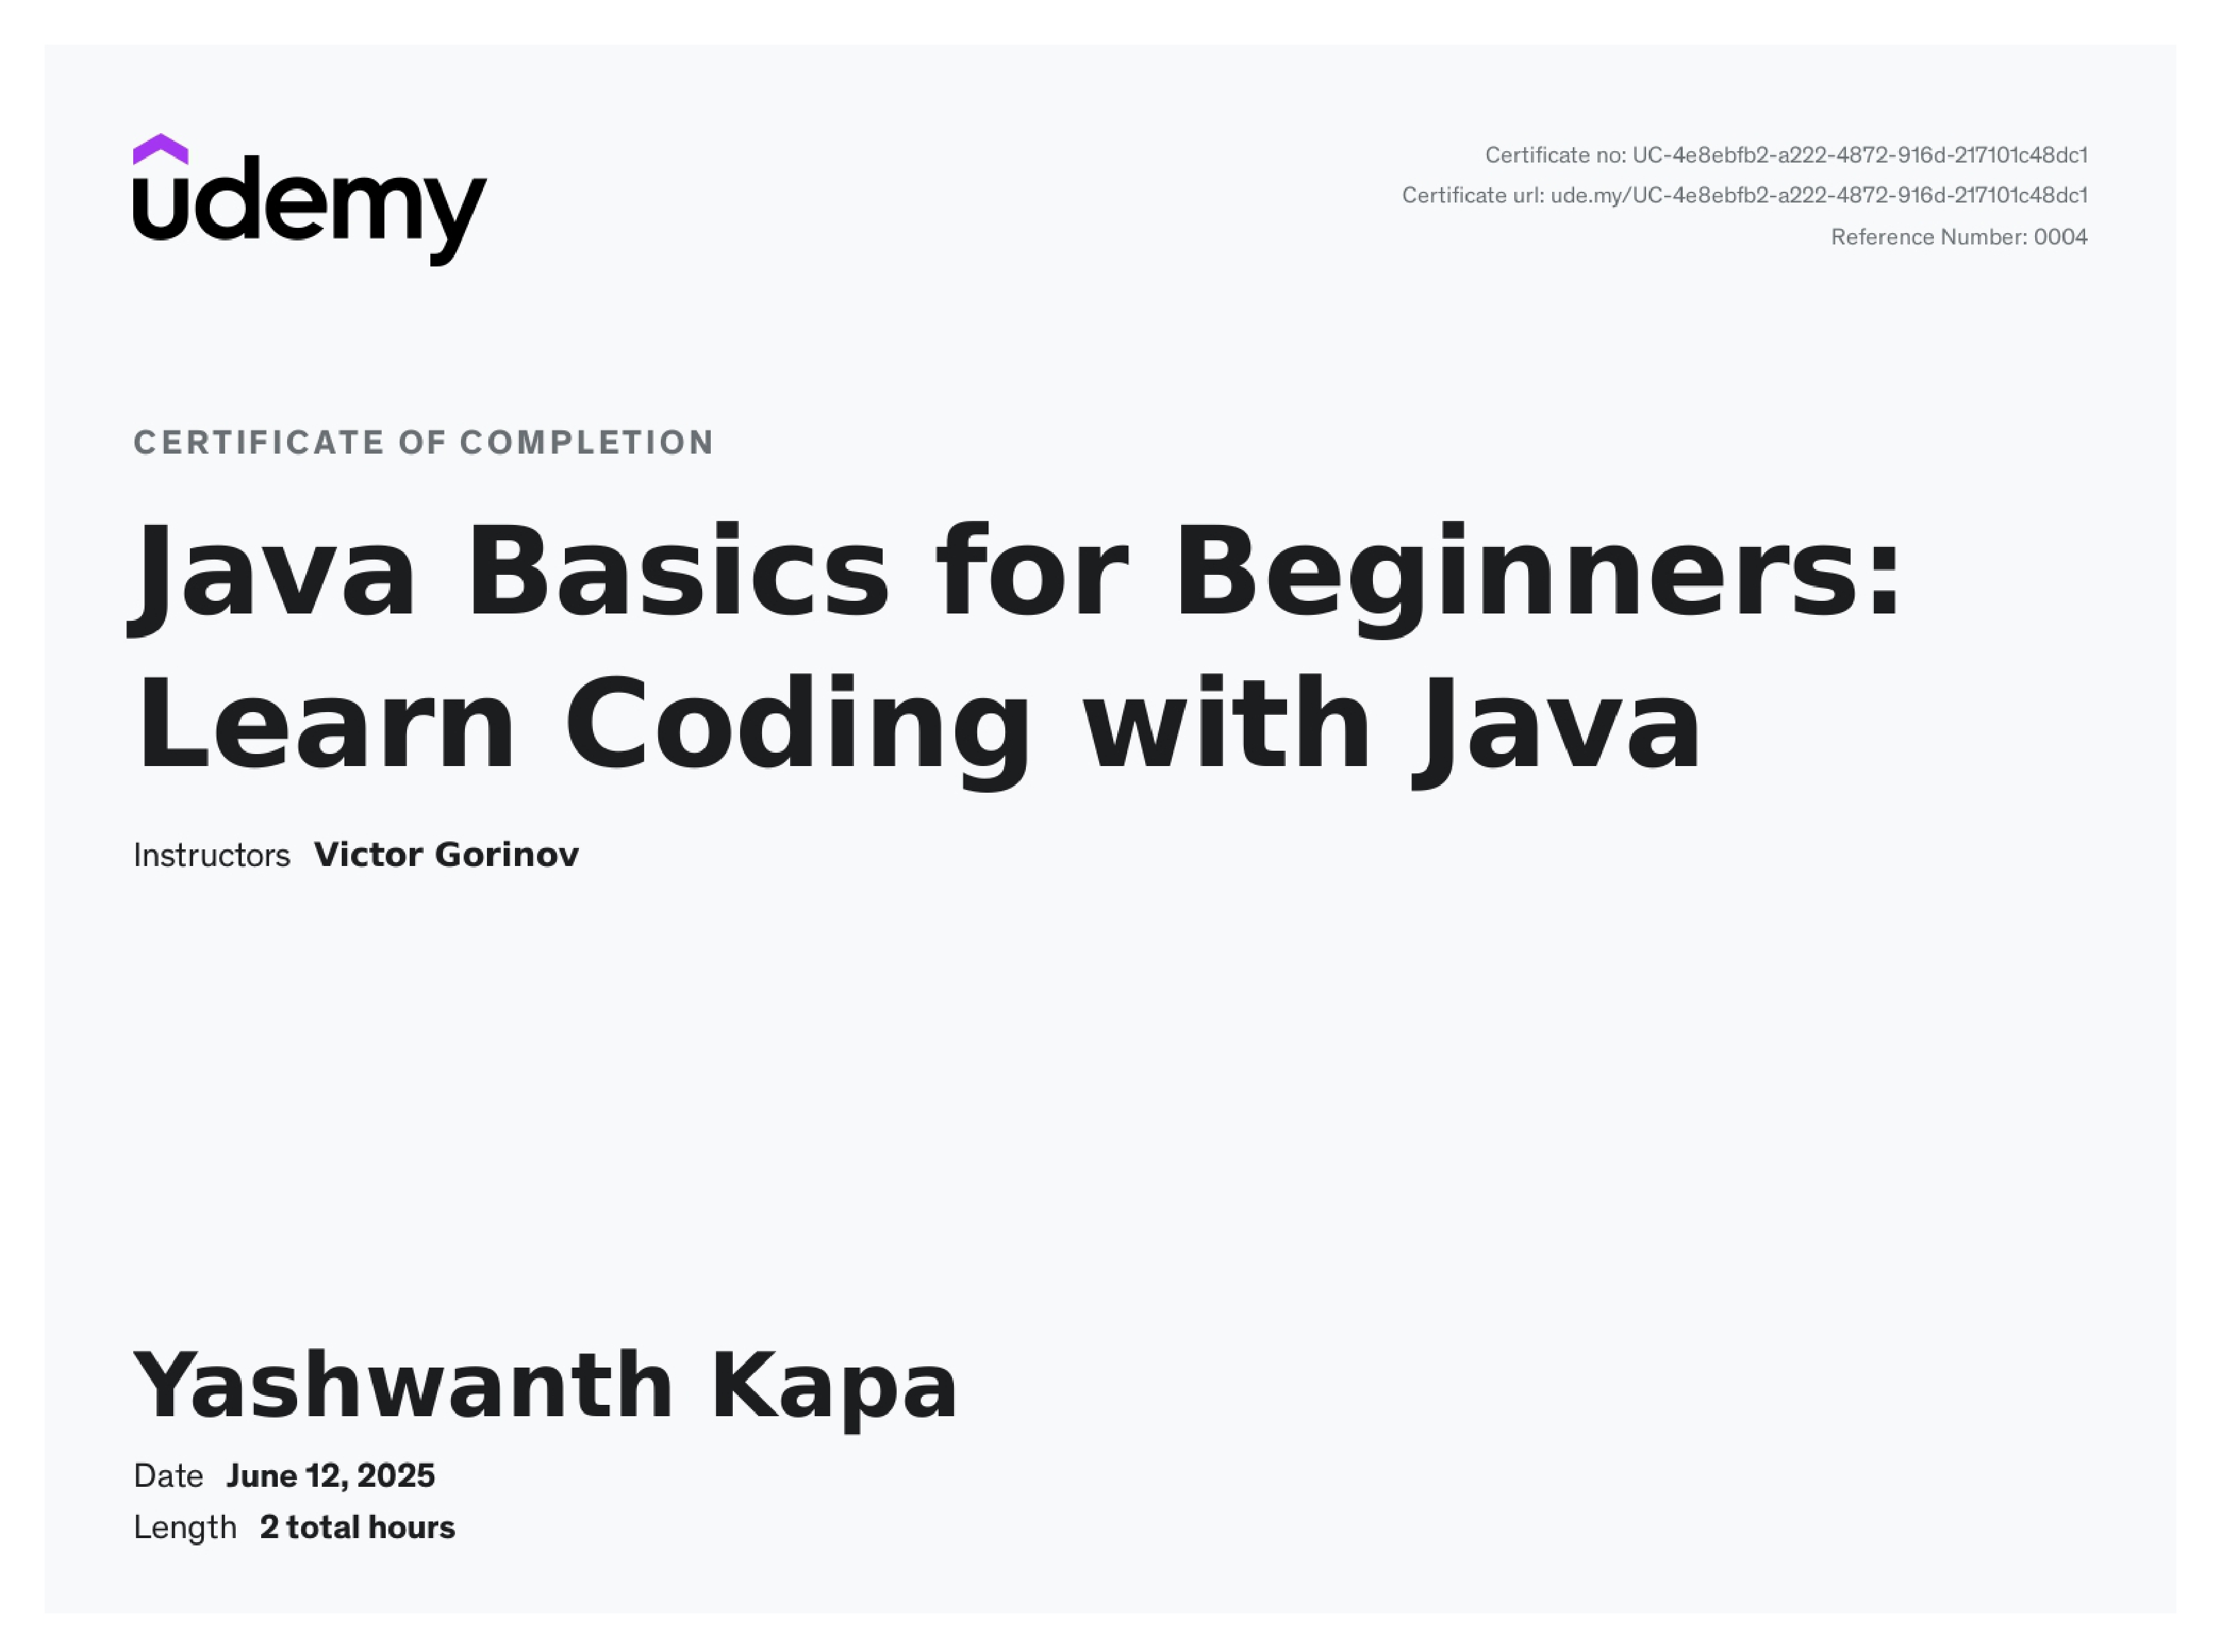 udemy
Certificate no: UC-4e8ebfb2-a222-4872-916d-217101c48dc1
Certificate url: ude.my/UC-4e8ebfb2-a222-4872-916d-217101c48dc1
Reference Number: 0004
CERTIFICATE OF COMPLETION
Java Basics for Beginners:
Learn Coding with Java
Instructors Victor Gorinov
Yashwanth Kapa
Date June 12, 2025
Length 2 total hours